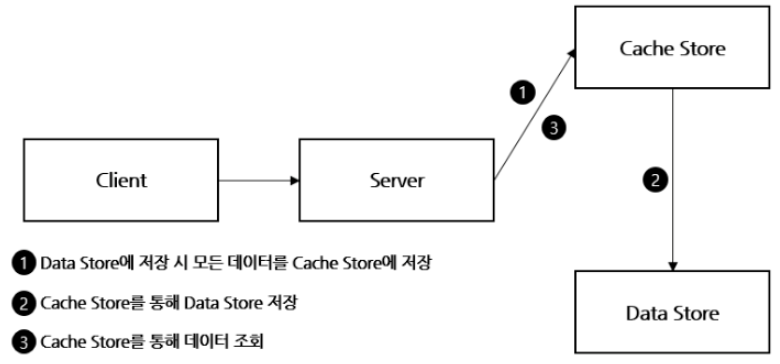 Cache Store
1
3
Client
Server
2
1 Data Store에 저장 시 모든 데이터를 Cache Store에 저장
2 Cache Store를 통해 Data Store 저장
Data Store
3 Cache Store를 통해 데이터 조회